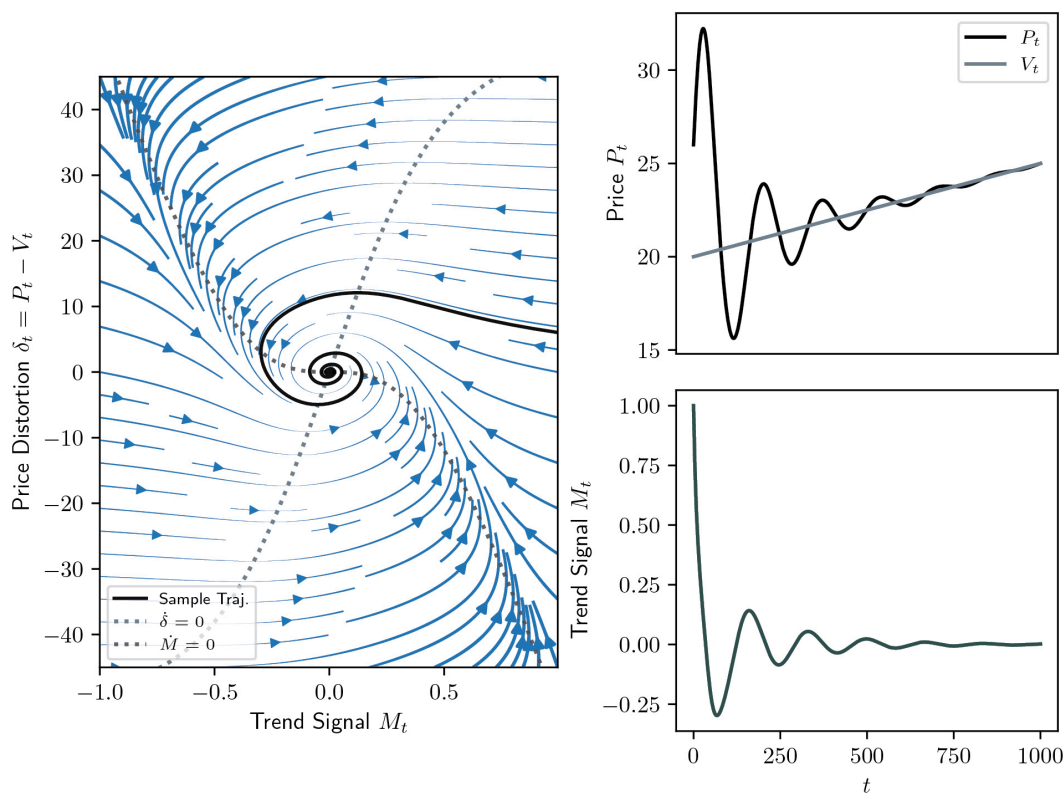 40
30
20
10
0
−10
−20
−30
−40
Price Distortion δ_t = P_t − V_t
Sample Traj.
δ̇ = 0
Ṁ = 0
−1.0 −0.5 0.0 0.5
Trend Signal M_t
30
25
20
15
Price P_t
P_t
V_t
1.00
0.75
0.50
0.25
0.00
−0.25
Trend Signal M_t
0 250 500 750 1000
t